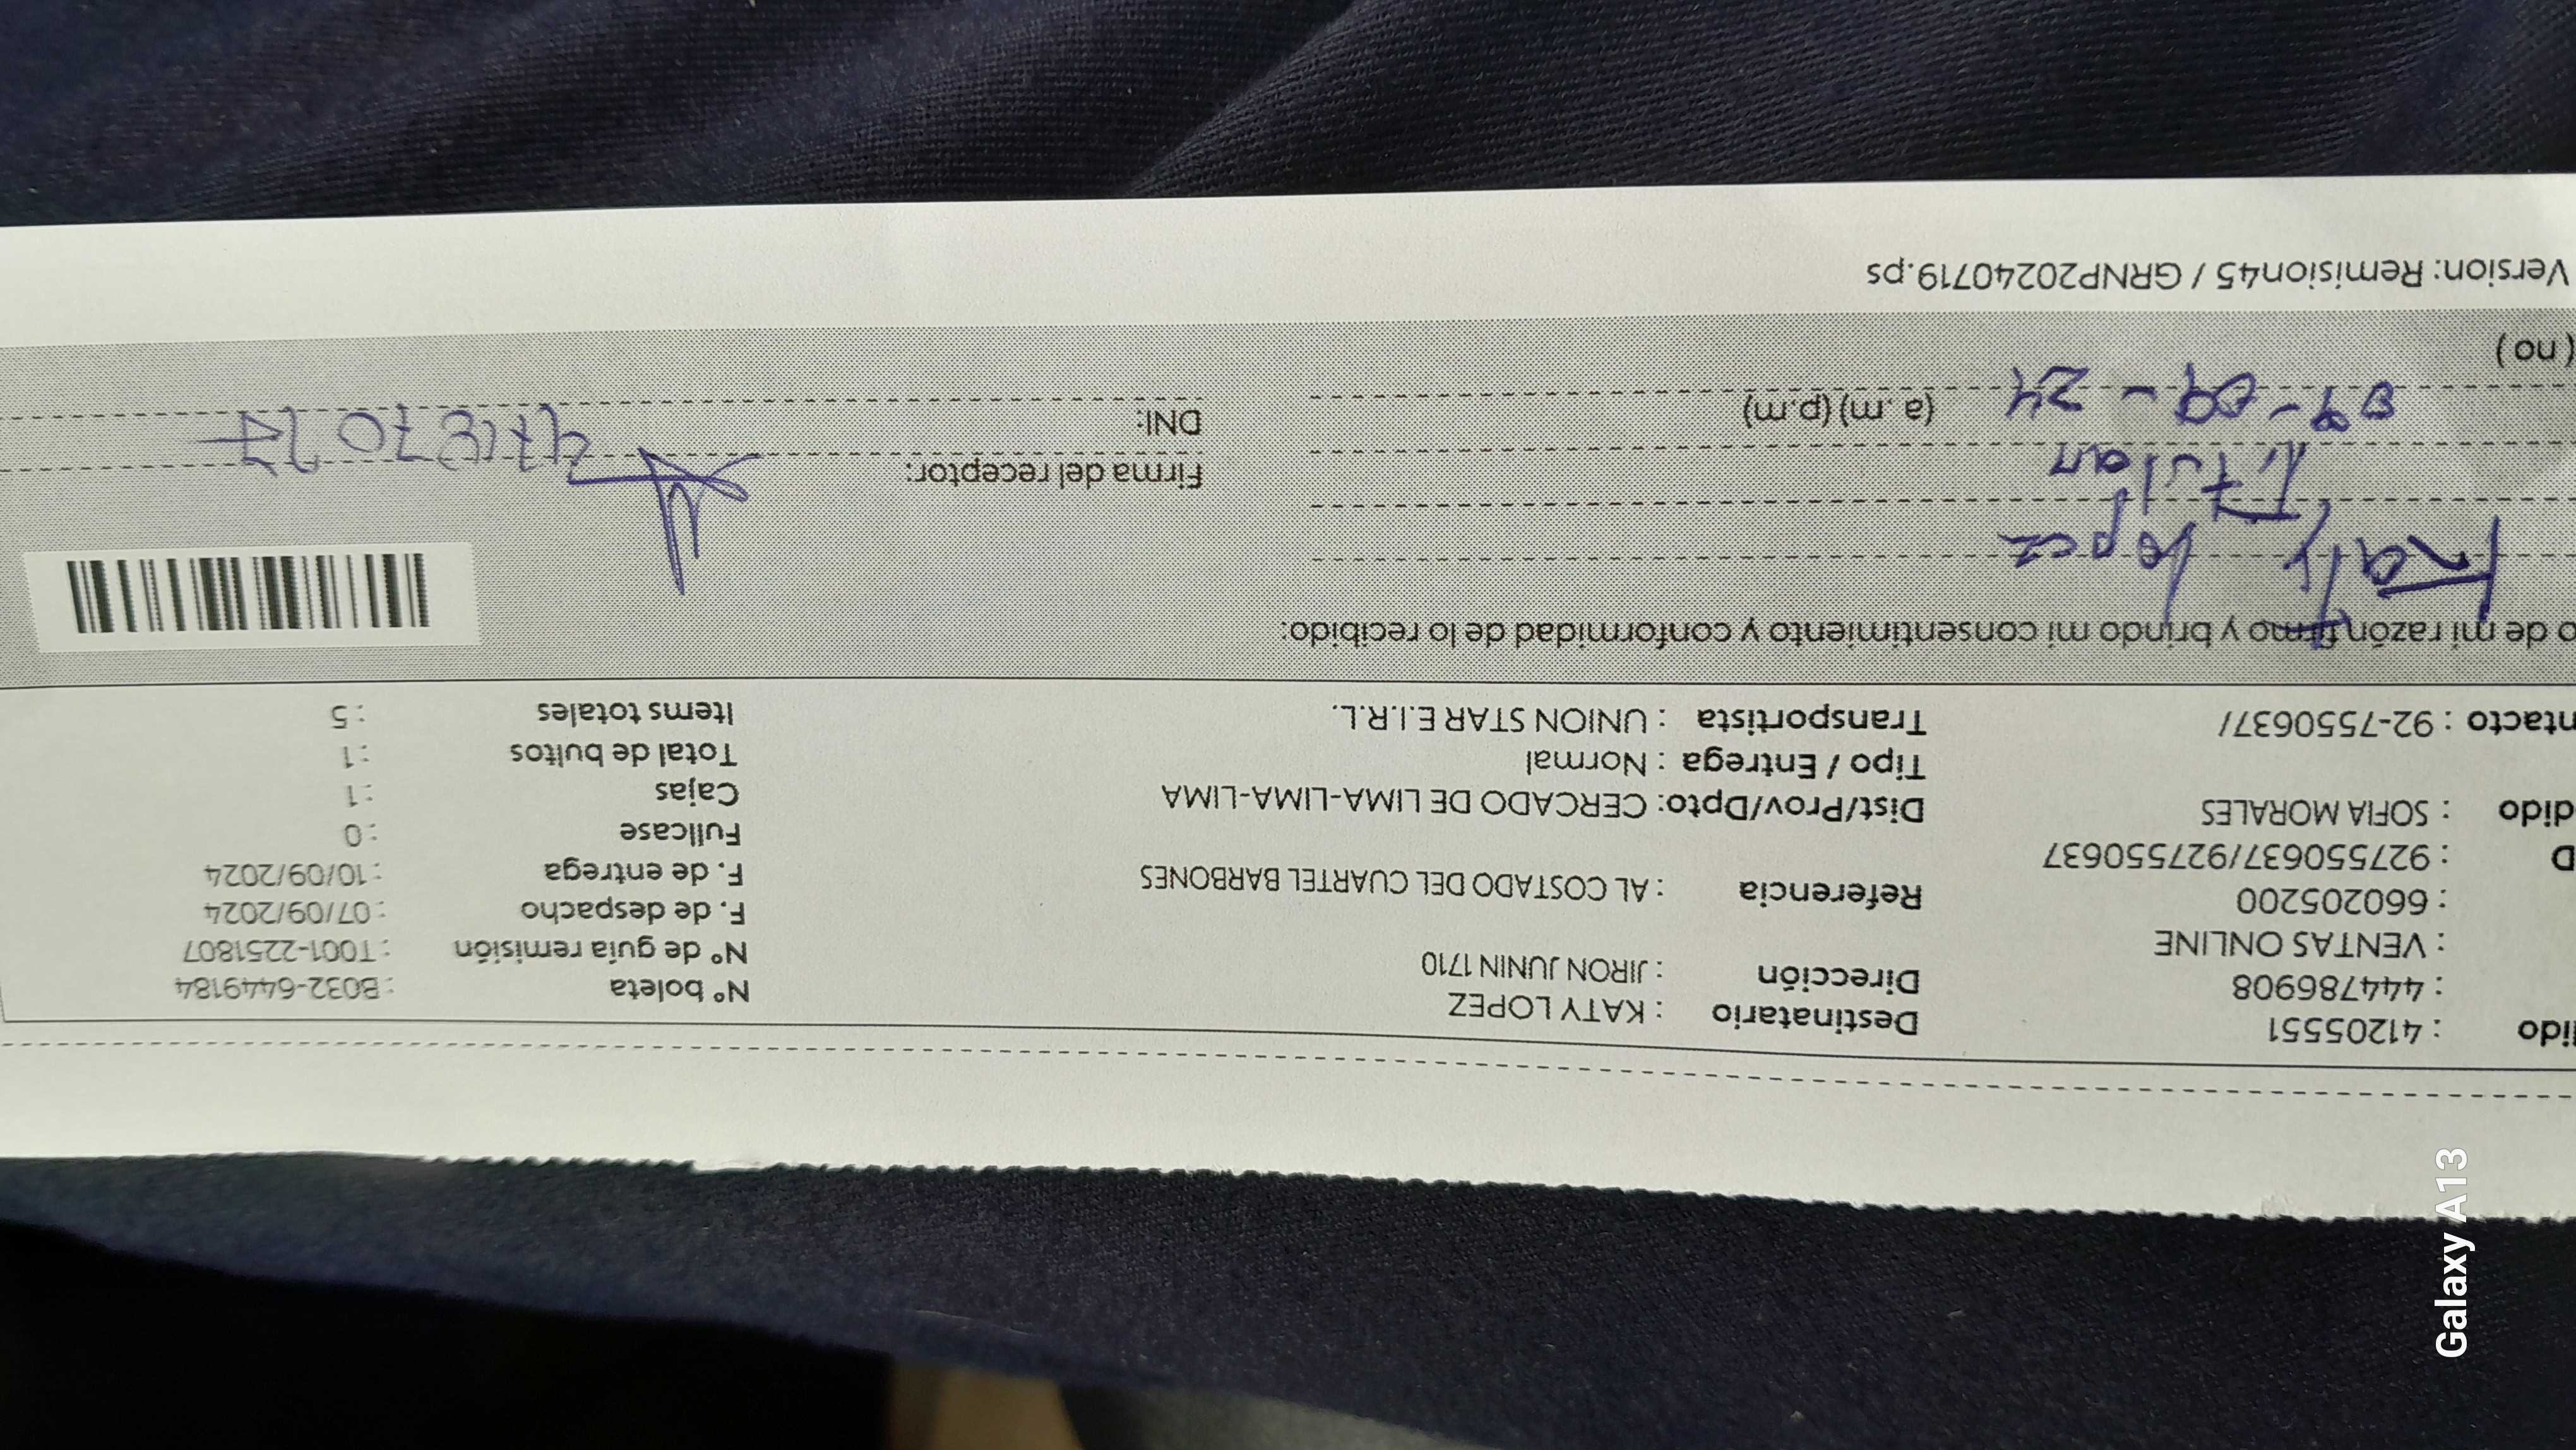 lido : 41205551 Destinatario : KATY LOPEZ Nº boleta : B032-6449184
: 444786908 Dirección : JIRON JUNIN 1710 Nº de guía remisión : T001-2251807
: VENTAS ONLINE F. de despacho : 07/09/2024
: 660205200 Referencia : AL COSTADO DEL CUARTEL BARBONES F. de entrega : 10/09/2024
D : 927550637/927550637 Fullcase : 0
dido : SOFIA MORALES Dist/Prov/Dpto: CERCADO DE LIMA-LIMA-LIMA Cajas : 1
Tipo / Entrega : Normal Total de bultos : 1
ntacto : 92-7550637/ Transportista : UNION STAR E.I.R.L. Items totales : 5
o de mi razón firmo y brindo mi consentimiento y conformidad de lo recibido:
Katy Lopez
Titular Firma del receptor:
09-09-24 (a.m) (p.m) DNI:
(no)
Version: Remision45 / GRNP20240719.ps
Galaxy A13